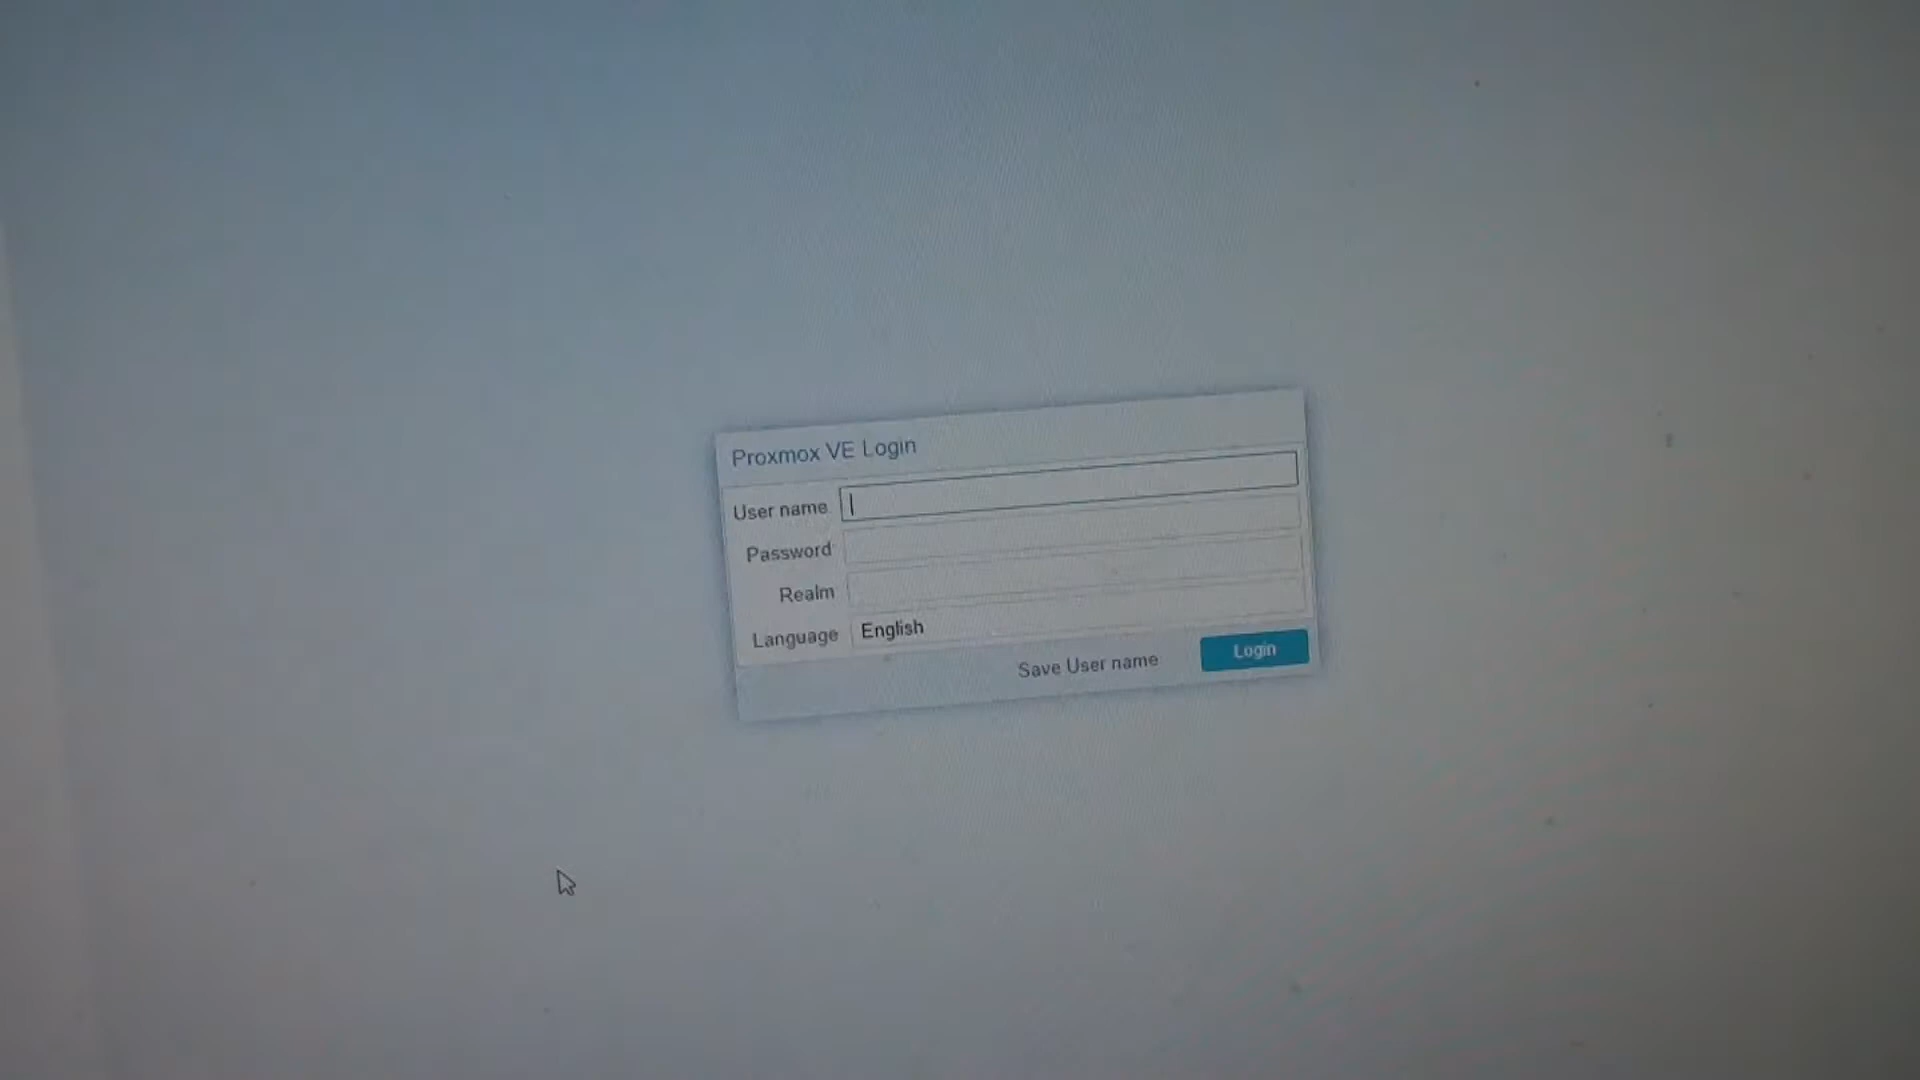 Proxmox VE Login
User name
Password
Realm
Language English
Save User name Login